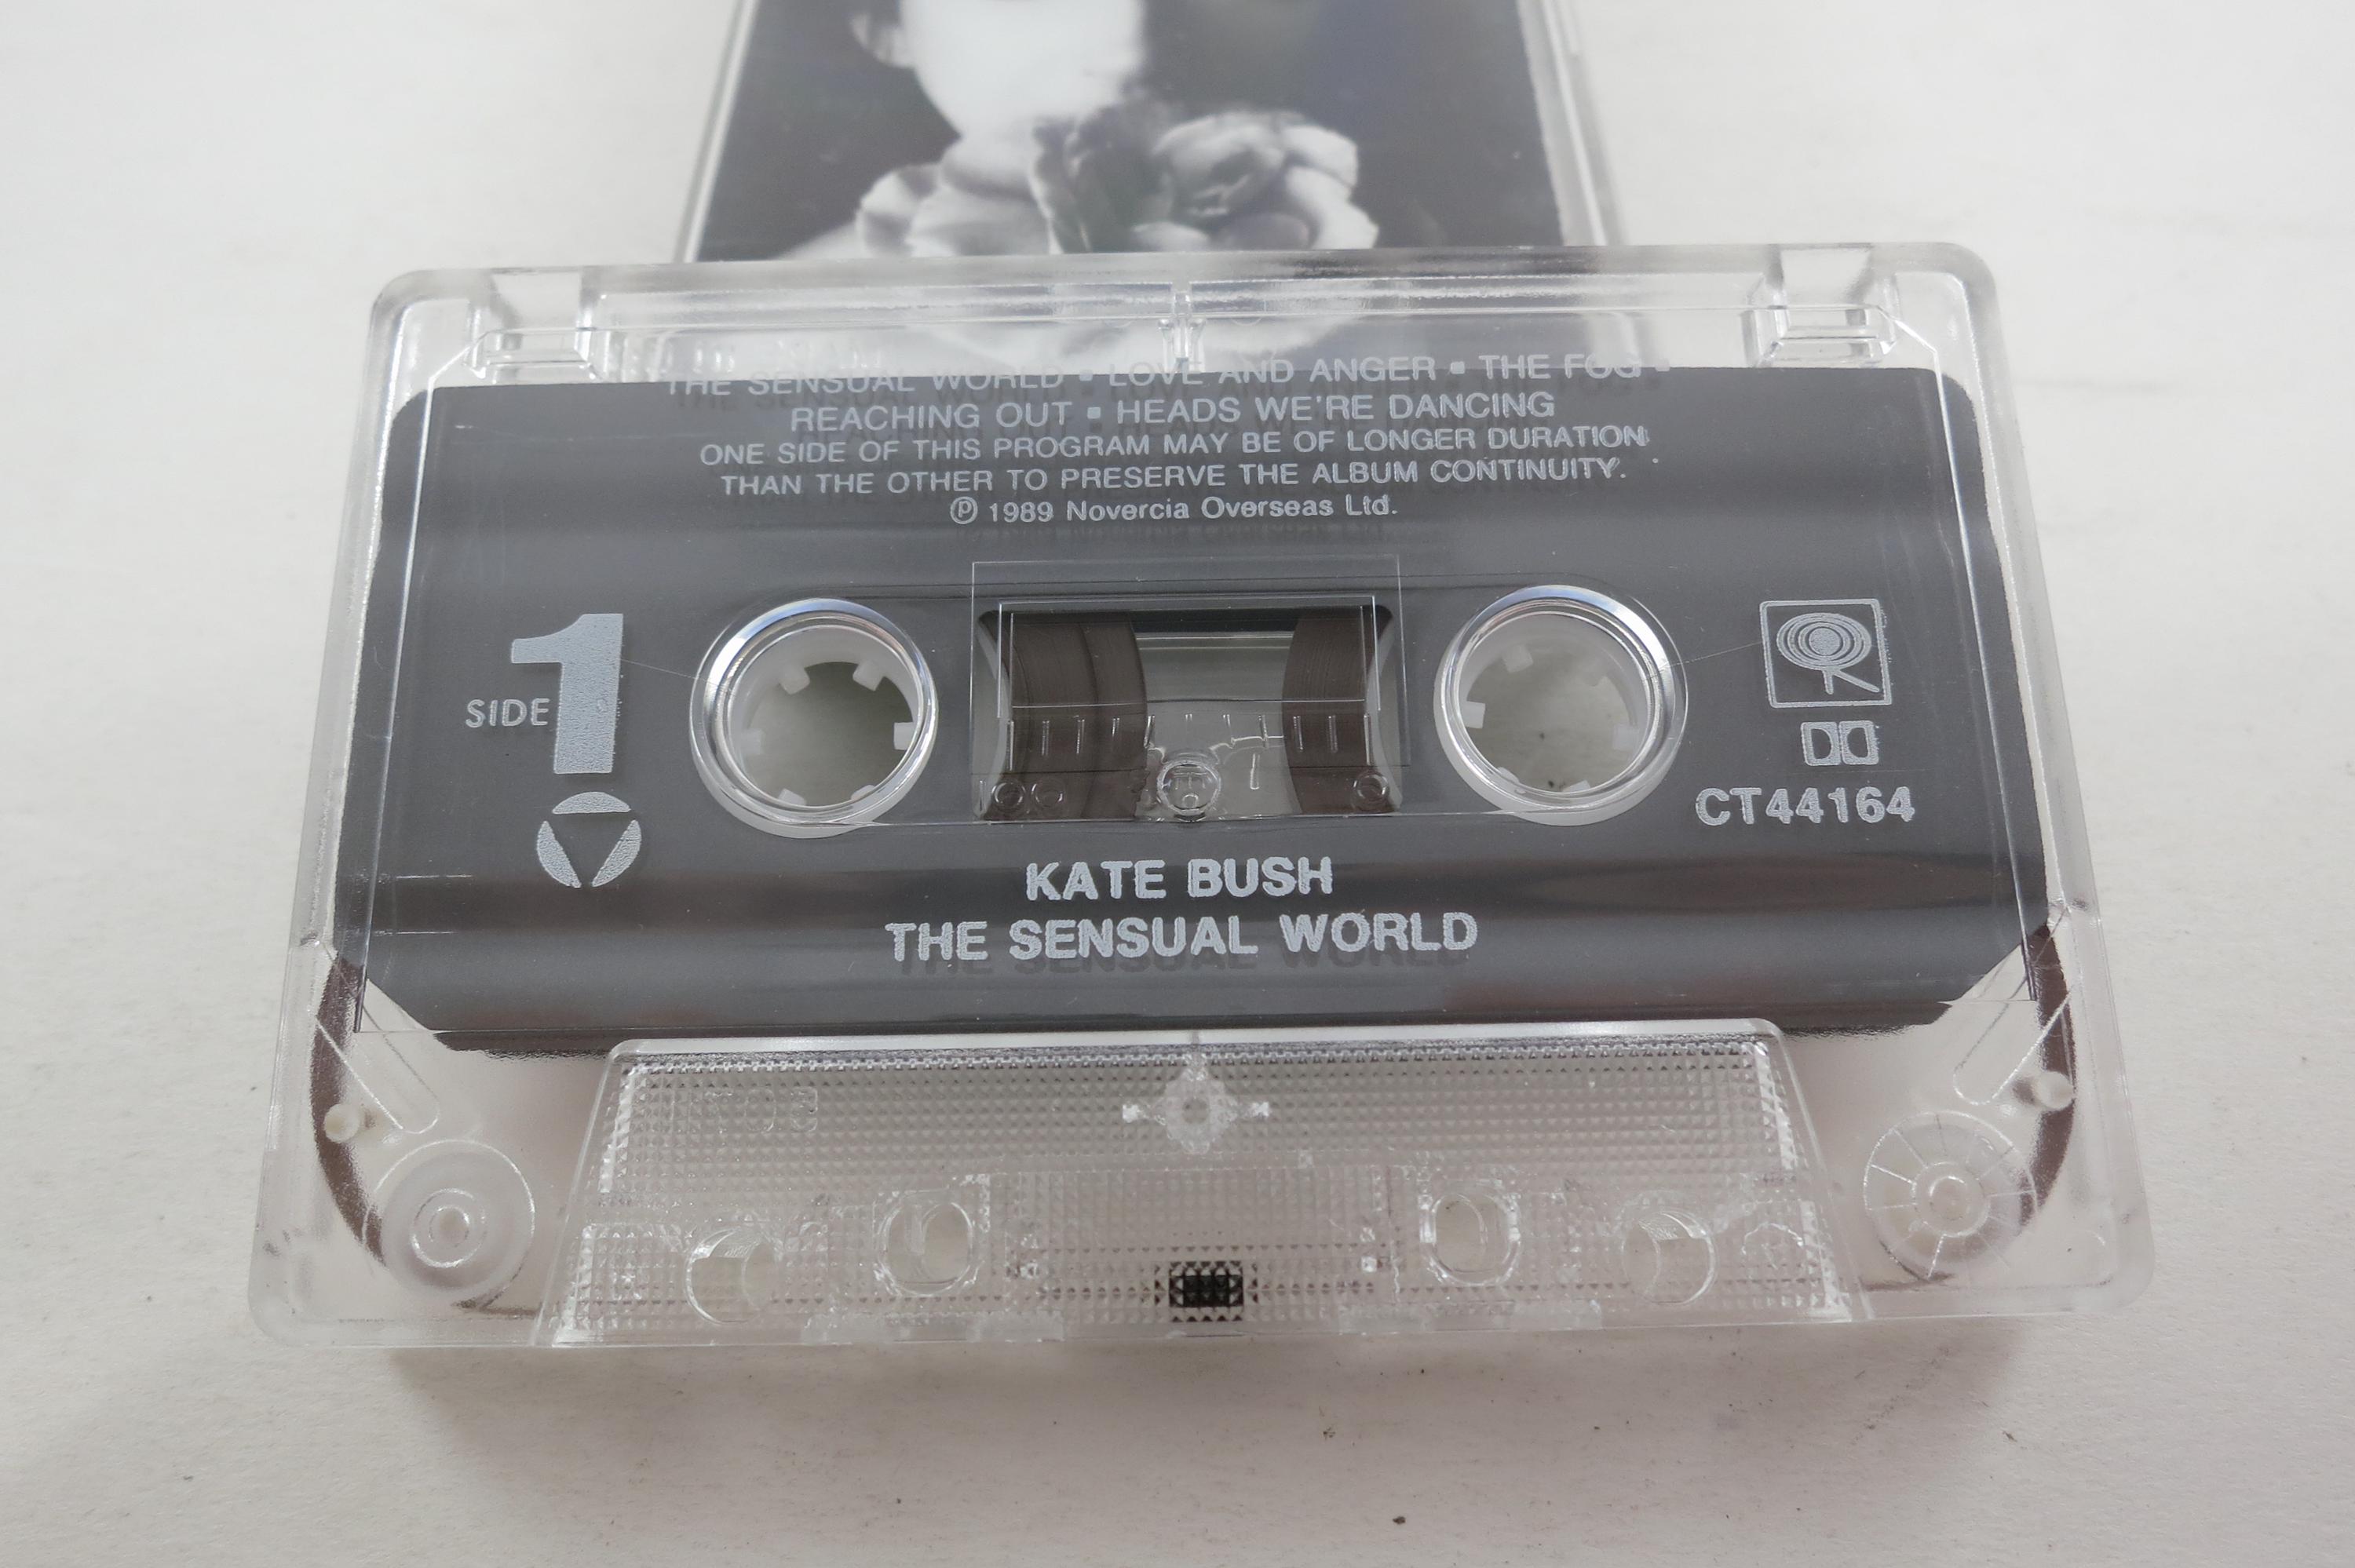 THE SENSUAL WORLD ▪ LOVE AND ANGER ▪ THE FOG ▪
REACHING OUT ▪ HEADS WE'RE DANCING
ONE SIDE OF THIS PROGRAM MAY BE OF LONGER DURATION
THAN THE OTHER TO PRESERVE THE ALBUM CONTINUITY.
℗ 1989 Novercia Overseas Ltd.
SIDE 1
CT44164
KATE BUSH
THE SENSUAL WORLD